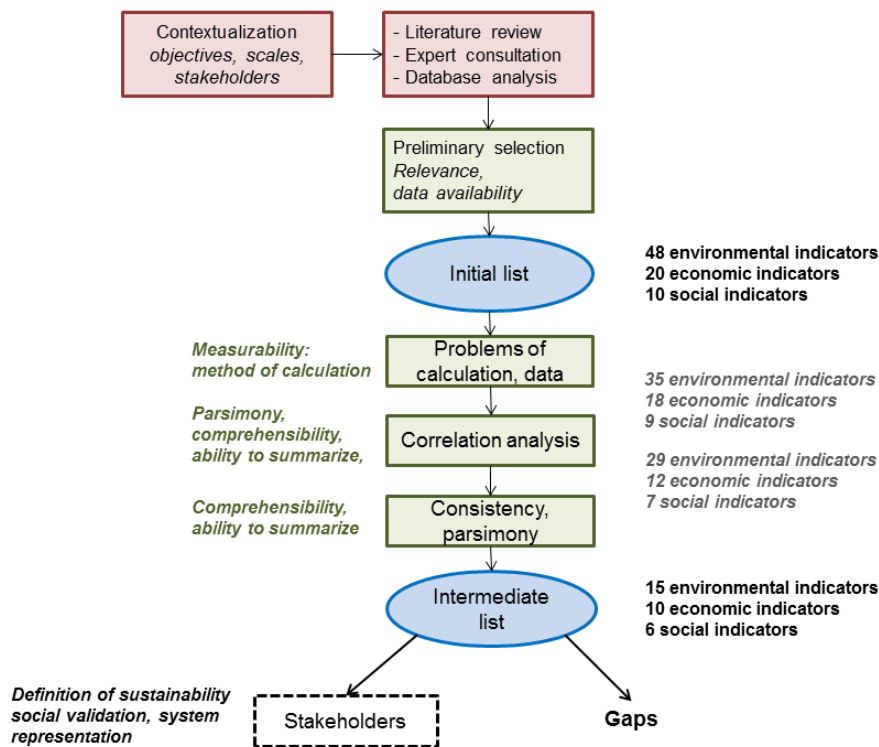 Contextualization
objectives, scales,
stakeholders
- Literature review
- Expert consultation
- Database analysis
Preliminary selection
Relevance,
data availability
Initial list
48 environmental indicators
20 economic indicators
10 social indicators
Measurability:
method of calculation
Problems of
calculation, data
35 environmental indicators
18 economic indicators
9 social indicators
Parsimony,
comprehensibility,
ability to summarize,
Correlation analysis
29 environmental indicators
12 economic indicators
7 social indicators
Comprehensibility,
ability to summarize
Consistency,
parsimony
Intermediate
list
15 environmental indicators
10 economic indicators
6 social indicators
Definition of sustainability
social validation, system
representation
Stakeholders
Gaps